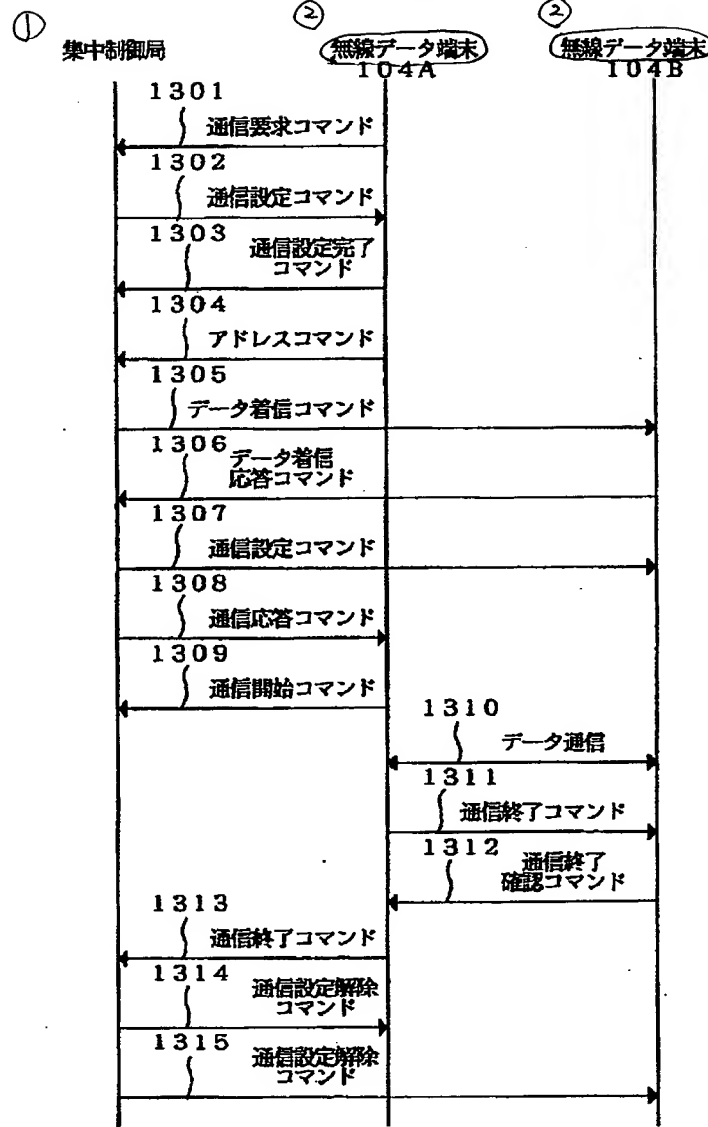 ① ② ②
集中制御局 無線データ端末 無線データ端末
104A 104B
1301
通信要求コマンド
1302
通信設定コマンド
1303
通信設定完了
コマンド
1304
アドレスコマンド
1305
データ着信コマンド
1306
データ着信
応答コマンド
1307
通信設定コマンド
1308
通信応答コマンド
1309
通信開始コマンド
1310
データ通信
1311
通信終了コマンド
1312
通信終了
確認コマンド
1313
通信終了コマンド
1314
通信設定解除
コマンド
1315
通信設定解除
コマンド